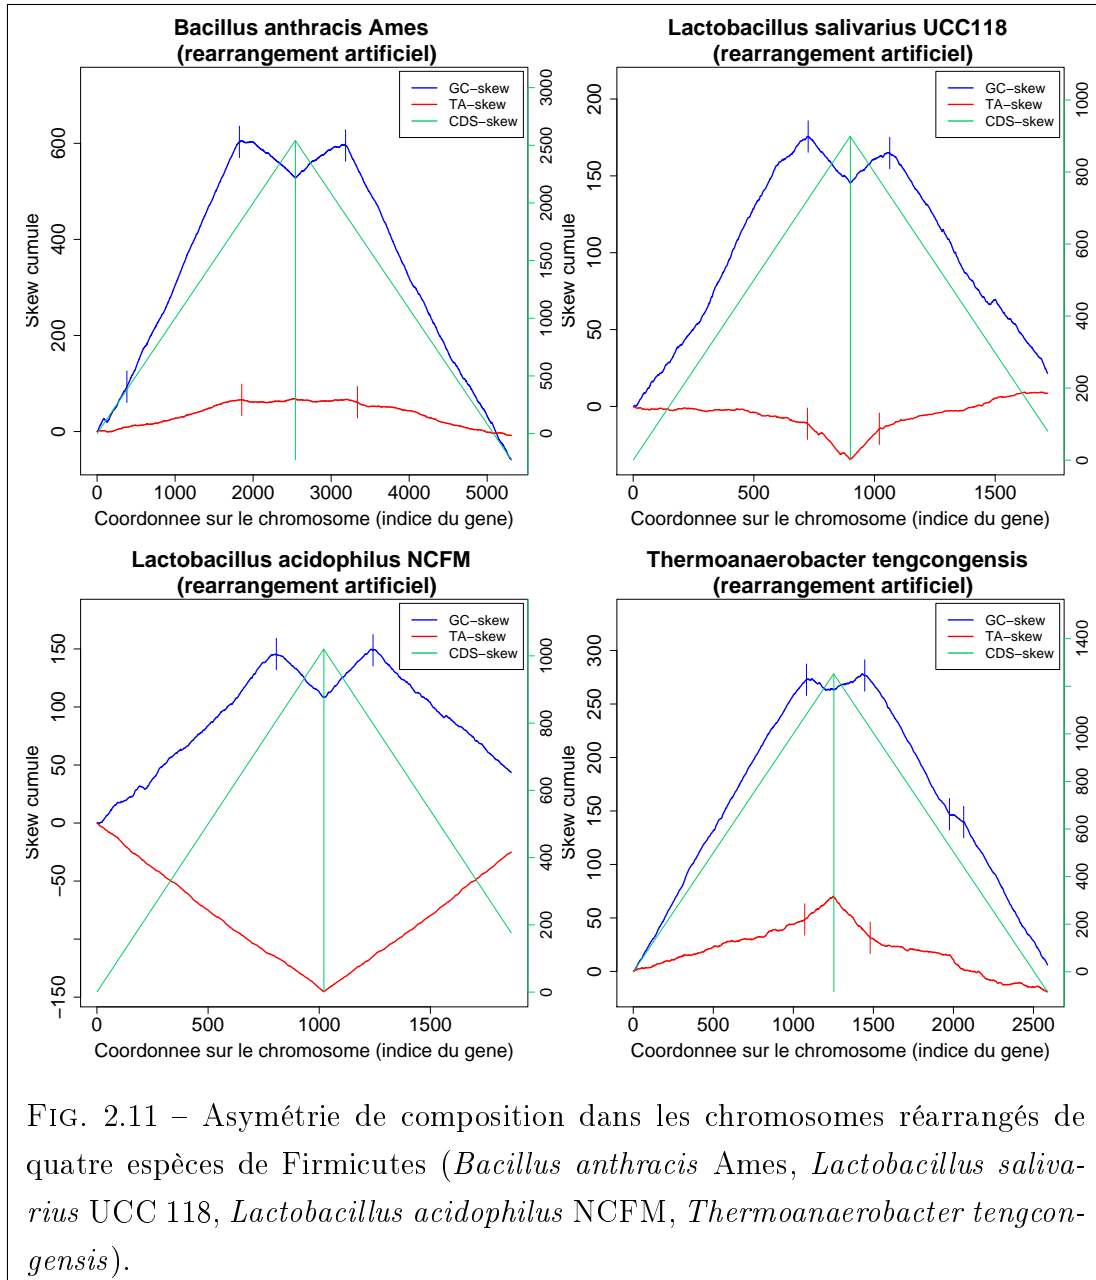 Bacillus anthracis Ames
(rearrangement artificiel)
GC−skew
TA−skew
CDS−skew
Skew cumule
0
200
400
600
0
500
1000
1500
2000
2500
3000
0
1000
2000
3000
4000
5000
Coordonnee sur le chromosome (indice du gene)
Lactobacillus salivarius UCC118
(rearrangement artificiel)
GC−skew
TA−skew
CDS−skew
Skew cumule
0
50
100
150
200
0
200
400
600
800
1000
0
500
1000
1500
Coordonnee sur le chromosome (indice du gene)
Lactobacillus acidophilus NCFM
(rearrangement artificiel)
GC−skew
TA−skew
CDS−skew
Skew cumule
−150
−50
0
50
100
150
0
200
400
600
800
1000
0
500
1000
1500
Coordonnee sur le chromosome (indice du gene)
Thermoanaerobacter tengcongensis
(rearrangement artificiel)
GC−skew
TA−skew
CDS−skew
Skew cumule
0
50
100
150
200
250
300
0
200
400
600
800
1000
1400
0
500
1000
1500
2000
2500
Coordonnee sur le chromosome (indice du gene)
FIG. 2.11 – Asymétrie de composition dans les chromosomes réarrangés de
quatre espèces de Firmicutes (Bacillus anthracis Ames, Lactobacillus saliva-
rius UCC 118, Lactobacillus acidophilus NCFM, Thermoanaerobacter tengcon-
gensis).